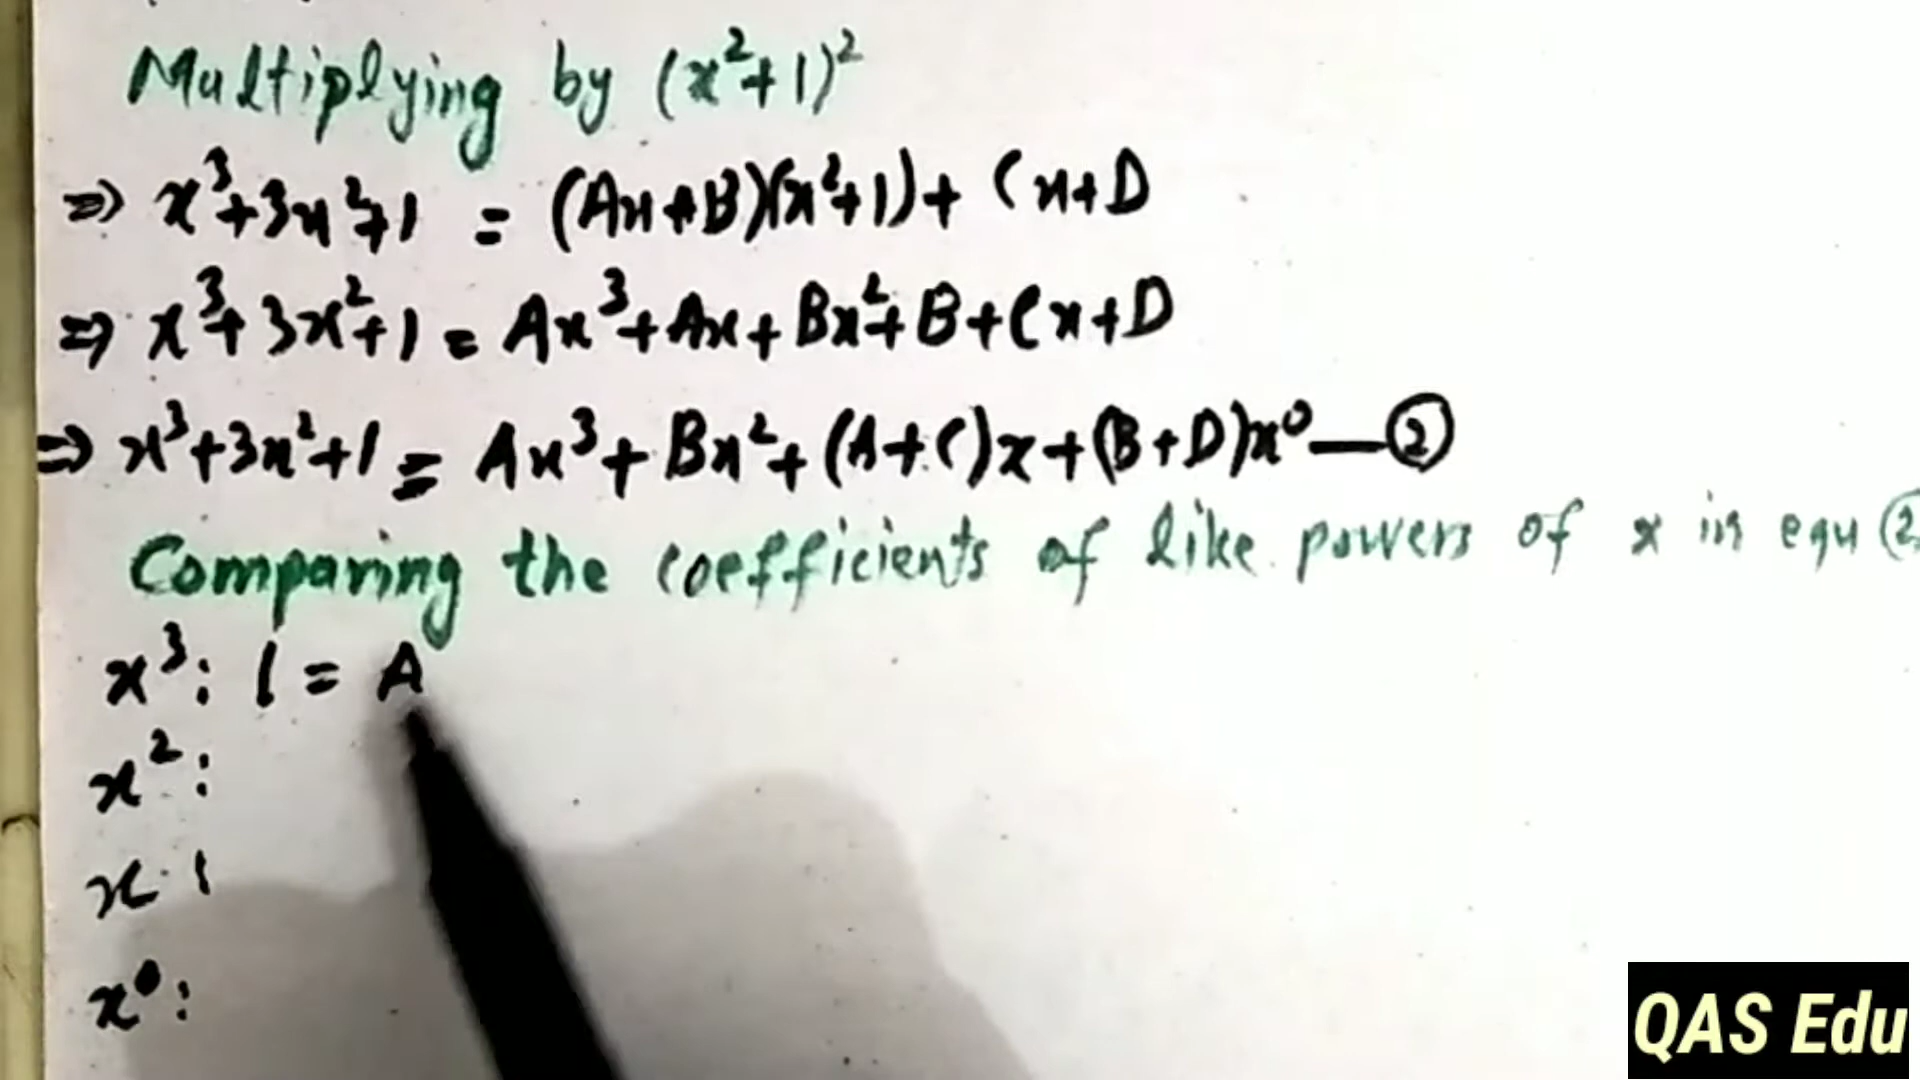 Multiplying by (x²+1)²
⇒ x³+3x²+1 = (Ax+B)(x²+1)+ Cx+D
⇒ x³+3x²+1 = Ax³+Ax+Bx²+B+Cx+D
⇒ x³+3x²+1 = Ax³+Bx²+(A+C)x+(B+D)x⁰—②
Comparing the coefficients of like powers of x in equ ②
x³: 1 = A
x²:
x :
x⁰:
QAS Edu